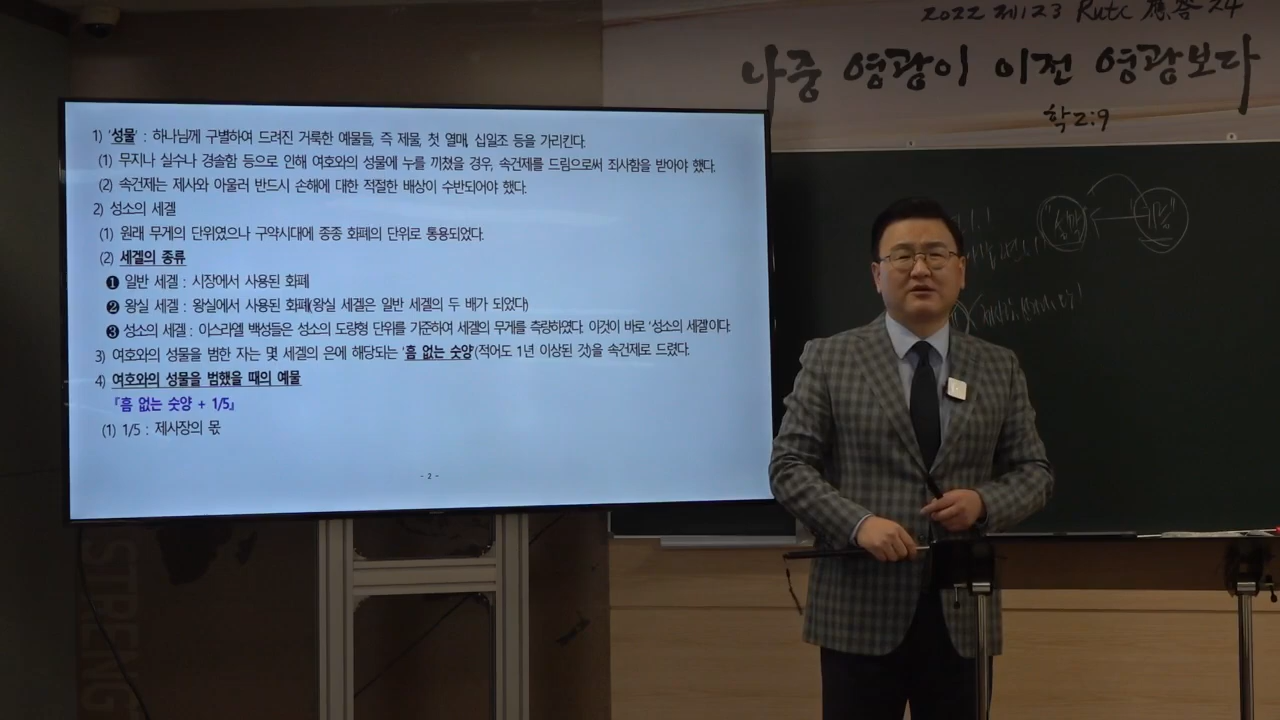 2022 제123 Rutc 應答 24
나중 영광이 이전 영광보다
학2:9
1) '성물' : 하나님께 구별하여 드려진 거룩한 예물들, 즉 제물, 첫 열매, 십일조 등을 가리킨다.
(1) 무지나 실수나 경솔함 등으로 인해 여호와의 성물에 누를 끼쳤을 경우, 속건제를 드림으로써 죄사함을 받아야 했다.
(2) 속건제는 제사와 아울러 반드시 손해에 대한 적절한 배상이 수반되어야 했다.
2) 성소의 세겔
(1) 원래 무게의 단위였으나 구약시대에 종종 화폐의 단위로 통용되었다.
(2) 세겔의 종류
❶ 일반 세겔 : 시장에서 사용된 화폐
❷ 왕실 세겔 : 왕실에서 사용된 화폐(왕실 세겔은 일반 세겔의 두 배가 되었다)
❸ 성소의 세겔 : 이스라엘 백성들은 성소의 도량형 단위를 기준하여 세겔의 무게를 측량하였다. 이것이 바로 '성소의 세겔'이다.
3) 여호와의 성물을 범한 자는 몇 세겔의 은에 해당되는 '흠 없는 숫양'(적어도 1년 이상된 것)을 속건제로 드렸다.
4) 여호와의 성물을 범했을 때의 예물
『흠 없는 숫양 + 1/5』
(1) 1/5 : 제사장의 몫
- 2 -
STRENG